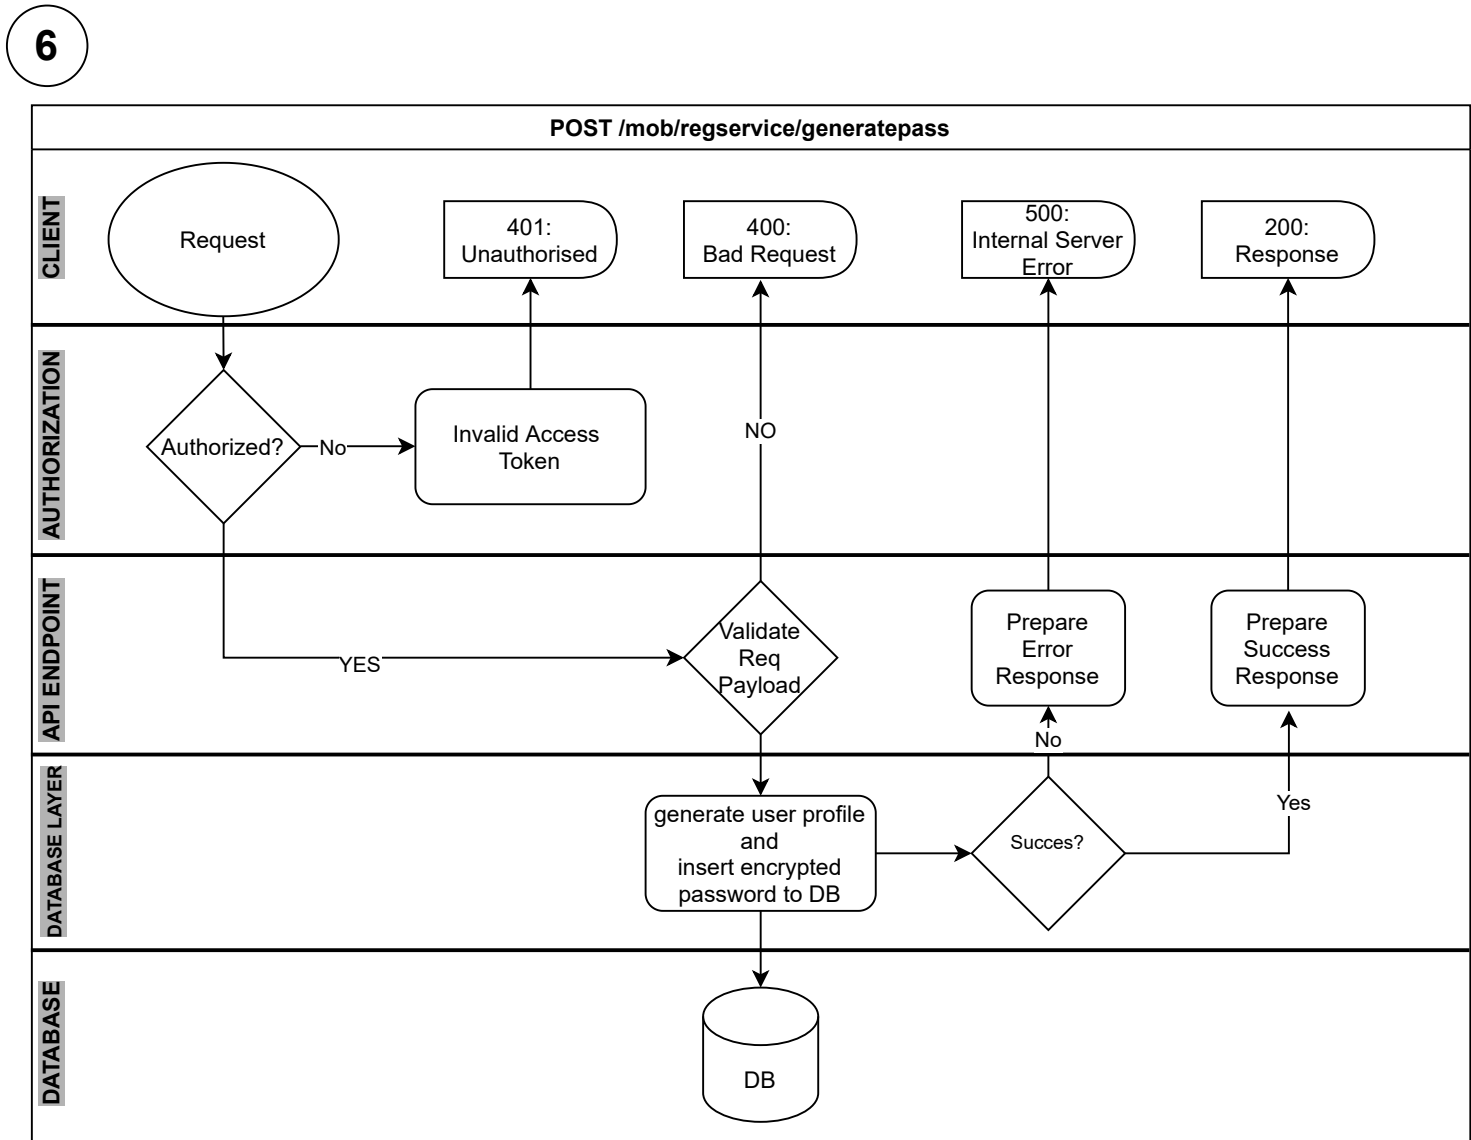 6
POST /mob/regservice/generatepass
CLIENT
Request
401:
Unauthorised
400:
Bad Request
500:
Internal Server
Error
200:
Response
AUTHORIZATION
Authorized?
No
Invalid Access
Token
NO
API ENDPOINT
YES
Validate
Req
Payload
Prepare
Error
Response
Prepare
Success
Response
No
DATABASE LAYER
generate user profile
and
insert encrypted
password to DB
Succes?
Yes
DATABASE
DB